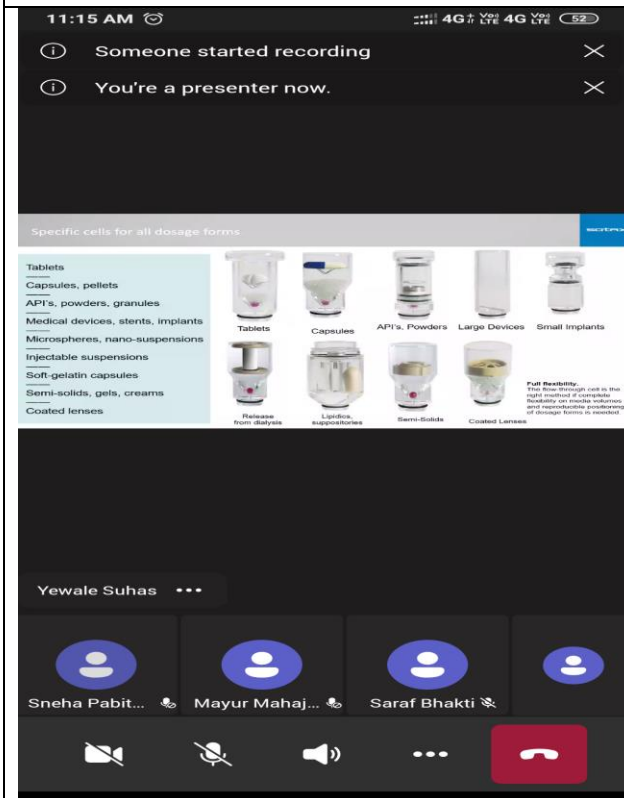 11:15 AM
4G Vo LTE 4G Vo LTE 52
Someone started recording
You're a presenter now.
Specific cells for all dosage forms
Tablets
Capsules, pellets
API's, powders, granules
Medical devices, stents, implants
Microspheres, nano-suspensions
Injectable suspensions
Soft-gelatin capsules
Semi-solids, gels, creams
Coated lenses
Tablets
Capsules
API's, Powders
Large Devices
Small Implants
Release
from dialysis
Lipidics,
suppositories
Semi-Solids
Coated Lenses
Full flexibility.
The flow-through cell is the
right method if complete
flexibility on media volumes
and reproducible positioning
of dosage forms is needed.
Yewale Suhas •••
Sneha Pabit...
Mayur Mahaj...
Saraf Bhakti